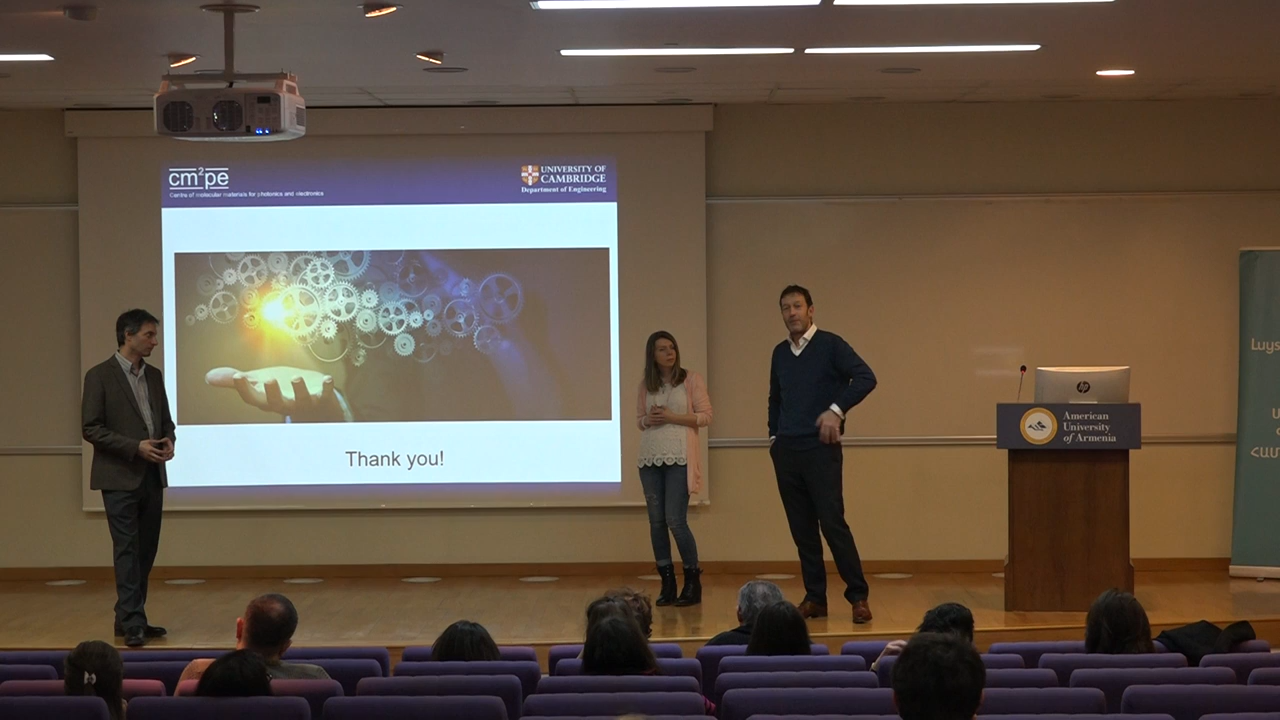 cm²pe
Centre of molecular materials for photonics and electronics
UNIVERSITY OF
CAMBRIDGE
Department of Engineering
Thank you!
hp
American
University
of Armenia
Luys